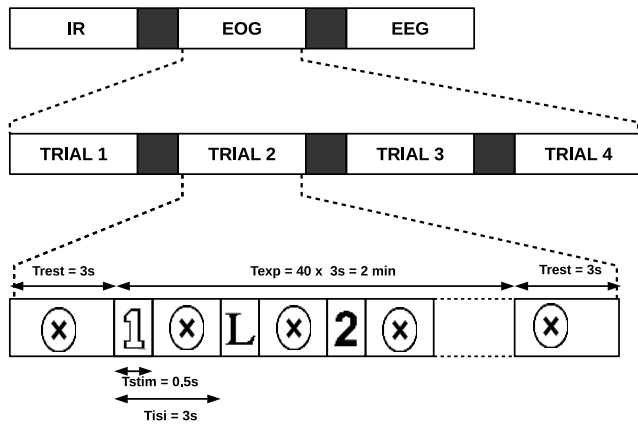 IR EOG EEG
TRIAL 1 TRIAL 2 TRIAL 3 TRIAL 4
Trest = 3s Texp = 40 x 3s = 2 min Trest = 3s
1 L 2
Tstim = 0.5s
Tisi = 3s